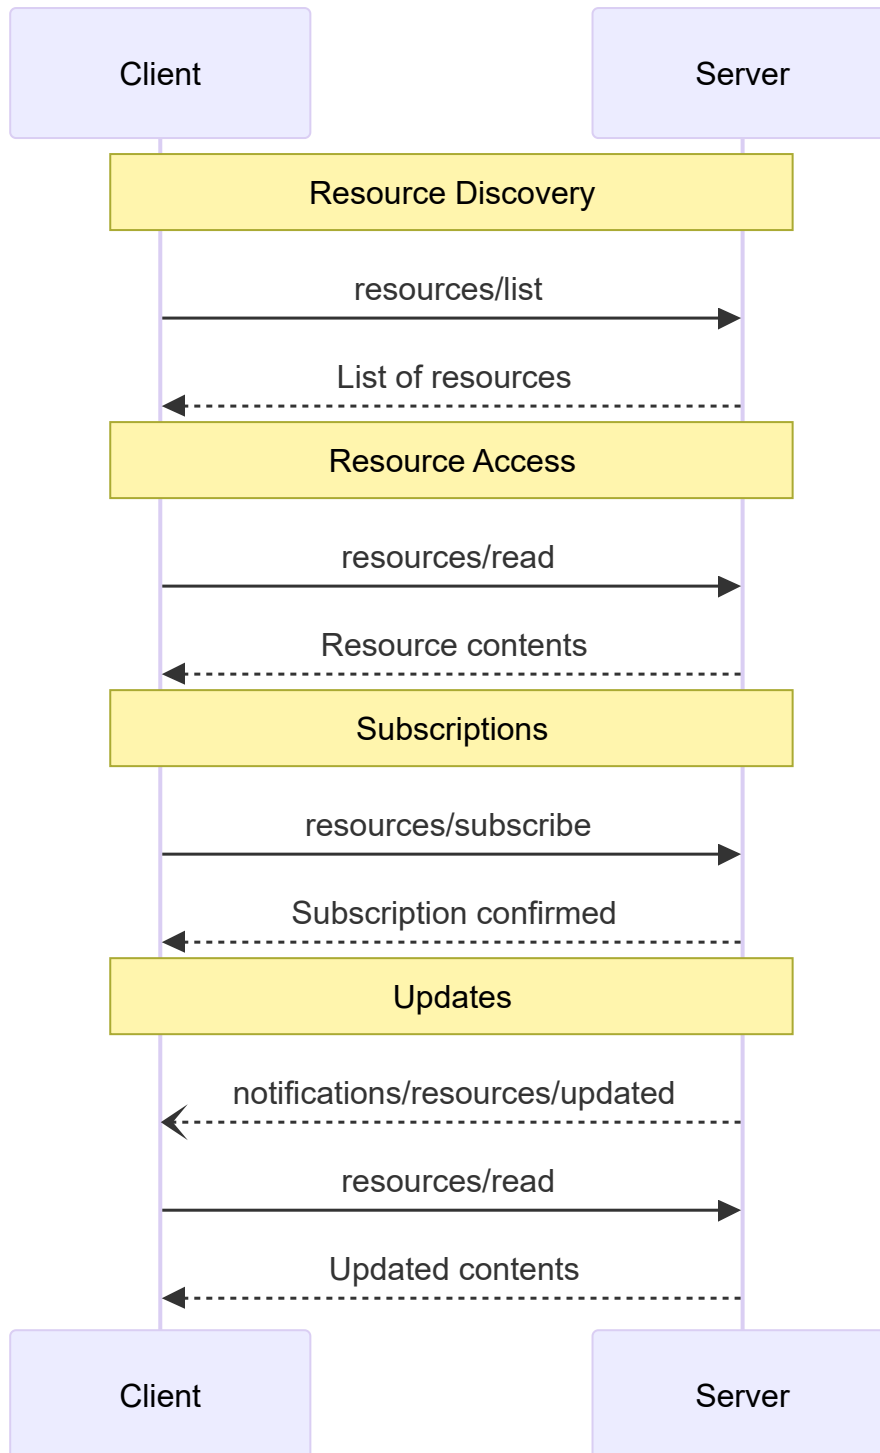 Client
Server
Resource Discovery
resources/list
List of resources
Resource Access
resources/read
Resource contents
Subscriptions
resources/subscribe
Subscription confirmed
Updates
notifications/resources/updated
resources/read
Updated contents
Client
Server